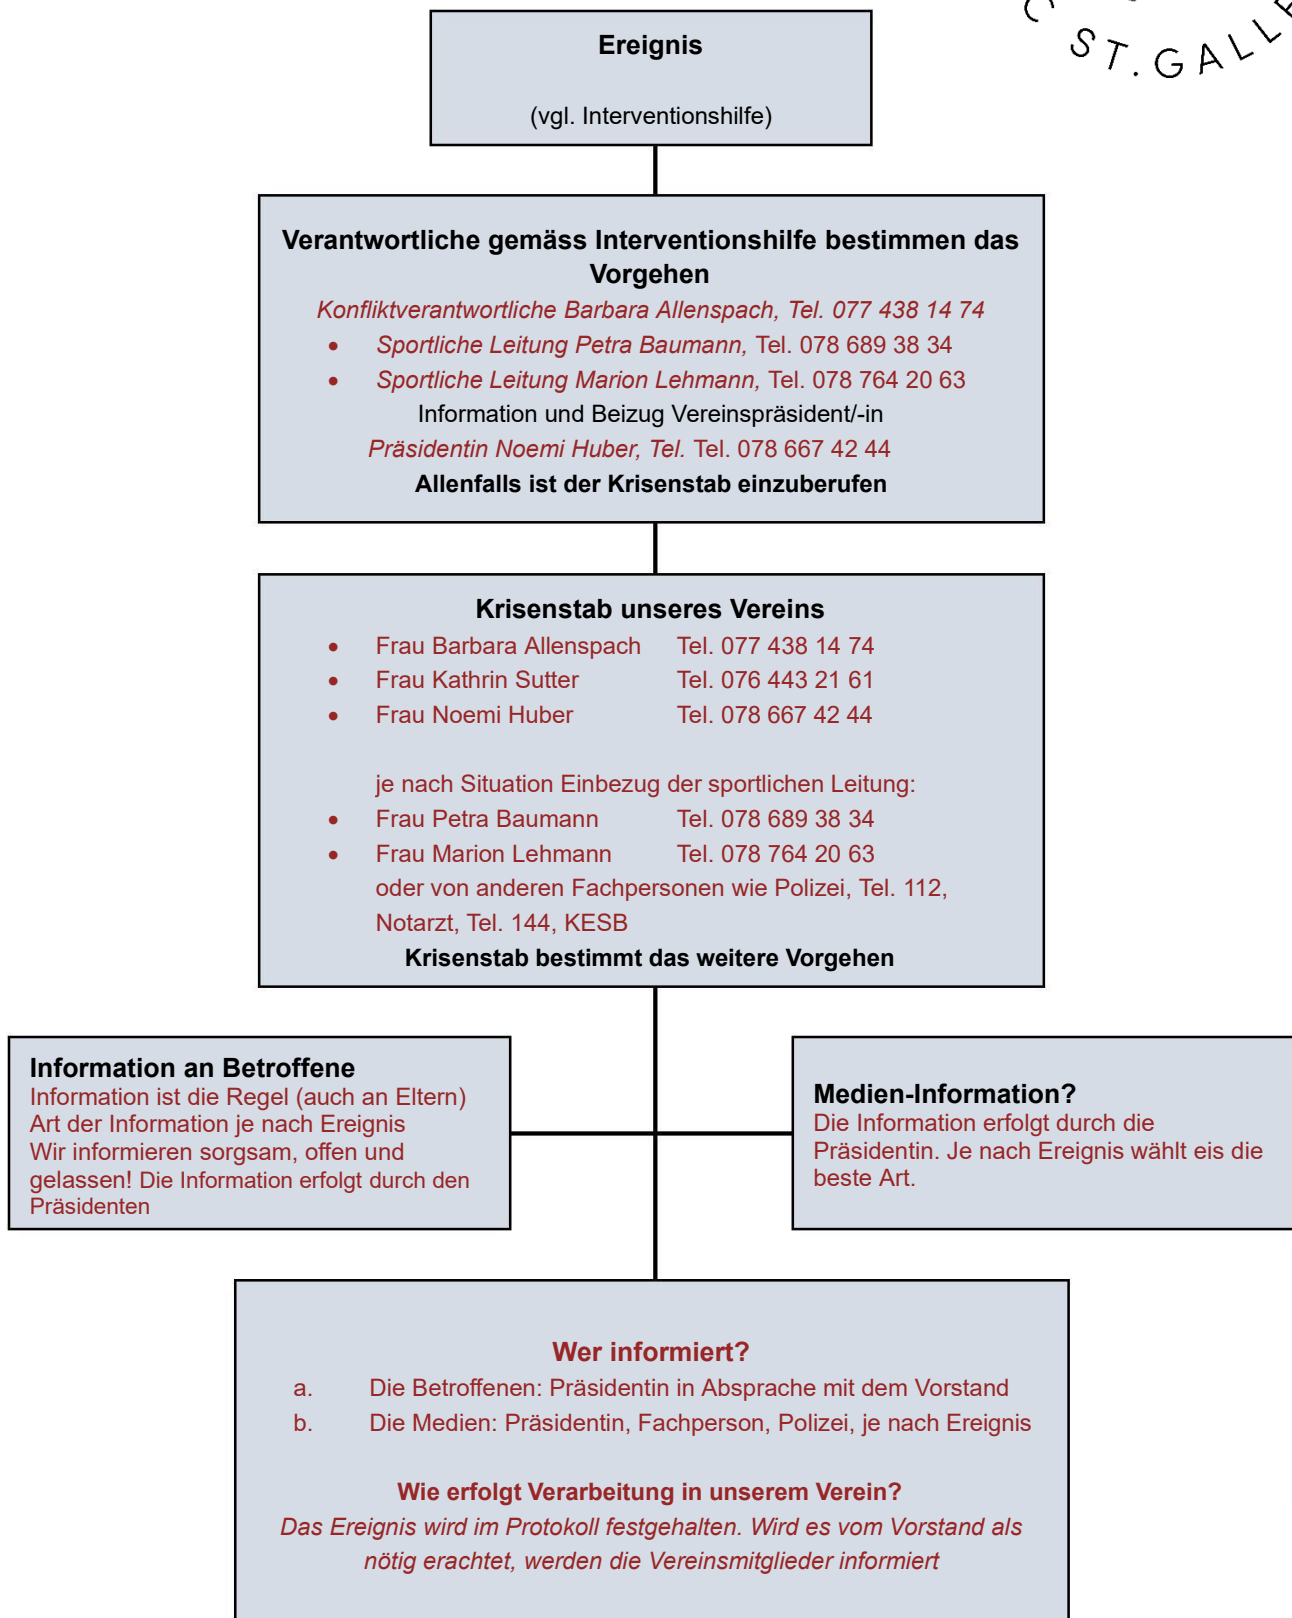 ST. GALLE
Ereignis
(vgl. Interventionshilfe)
Verantwortliche gemäss Interventionshilfe bestimmen das
Vorgehen
Konfliktverantwortliche Barbara Allenspach, Tel. 077 438 14 74
• Sportliche Leitung Petra Baumann, Tel. 078 689 38 34
• Sportliche Leitung Marion Lehmann, Tel. 078 764 20 63
Information und Beizug Vereinspräsident/-in
Präsidentin Noemi Huber, Tel. Tel. 078 667 42 44
Allenfalls ist der Krisenstab einzuberufen
Krisenstab unseres Vereins
• Frau Barbara Allenspach Tel. 077 438 14 74
• Frau Kathrin Sutter Tel. 076 443 21 61
• Frau Noemi Huber Tel. 078 667 42 44
je nach Situation Einbezug der sportlichen Leitung:
• Frau Petra Baumann Tel. 078 689 38 34
• Frau Marion Lehmann Tel. 078 764 20 63
oder von anderen Fachpersonen wie Polizei, Tel. 112,
Notarzt, Tel. 144, KESB
Krisenstab bestimmt das weitere Vorgehen
Information an Betroffene
Information ist die Regel (auch an Eltern)
Art der Information je nach Ereignis
Wir informieren sorgsam, offen und
gelassen! Die Information erfolgt durch den
Präsidenten
Medien-Information?
Die Information erfolgt durch die
Präsidentin. Je nach Ereignis wählt eis die
beste Art.
Wer informiert?
a. Die Betroffenen: Präsidentin in Absprache mit dem Vorstand
b. Die Medien: Präsidentin, Fachperson, Polizei, je nach Ereignis
Wie erfolgt Verarbeitung in unserem Verein?
Das Ereignis wird im Protokoll festgehalten. Wird es vom Vorstand als
nötig erachtet, werden die Vereinsmitglieder informiert